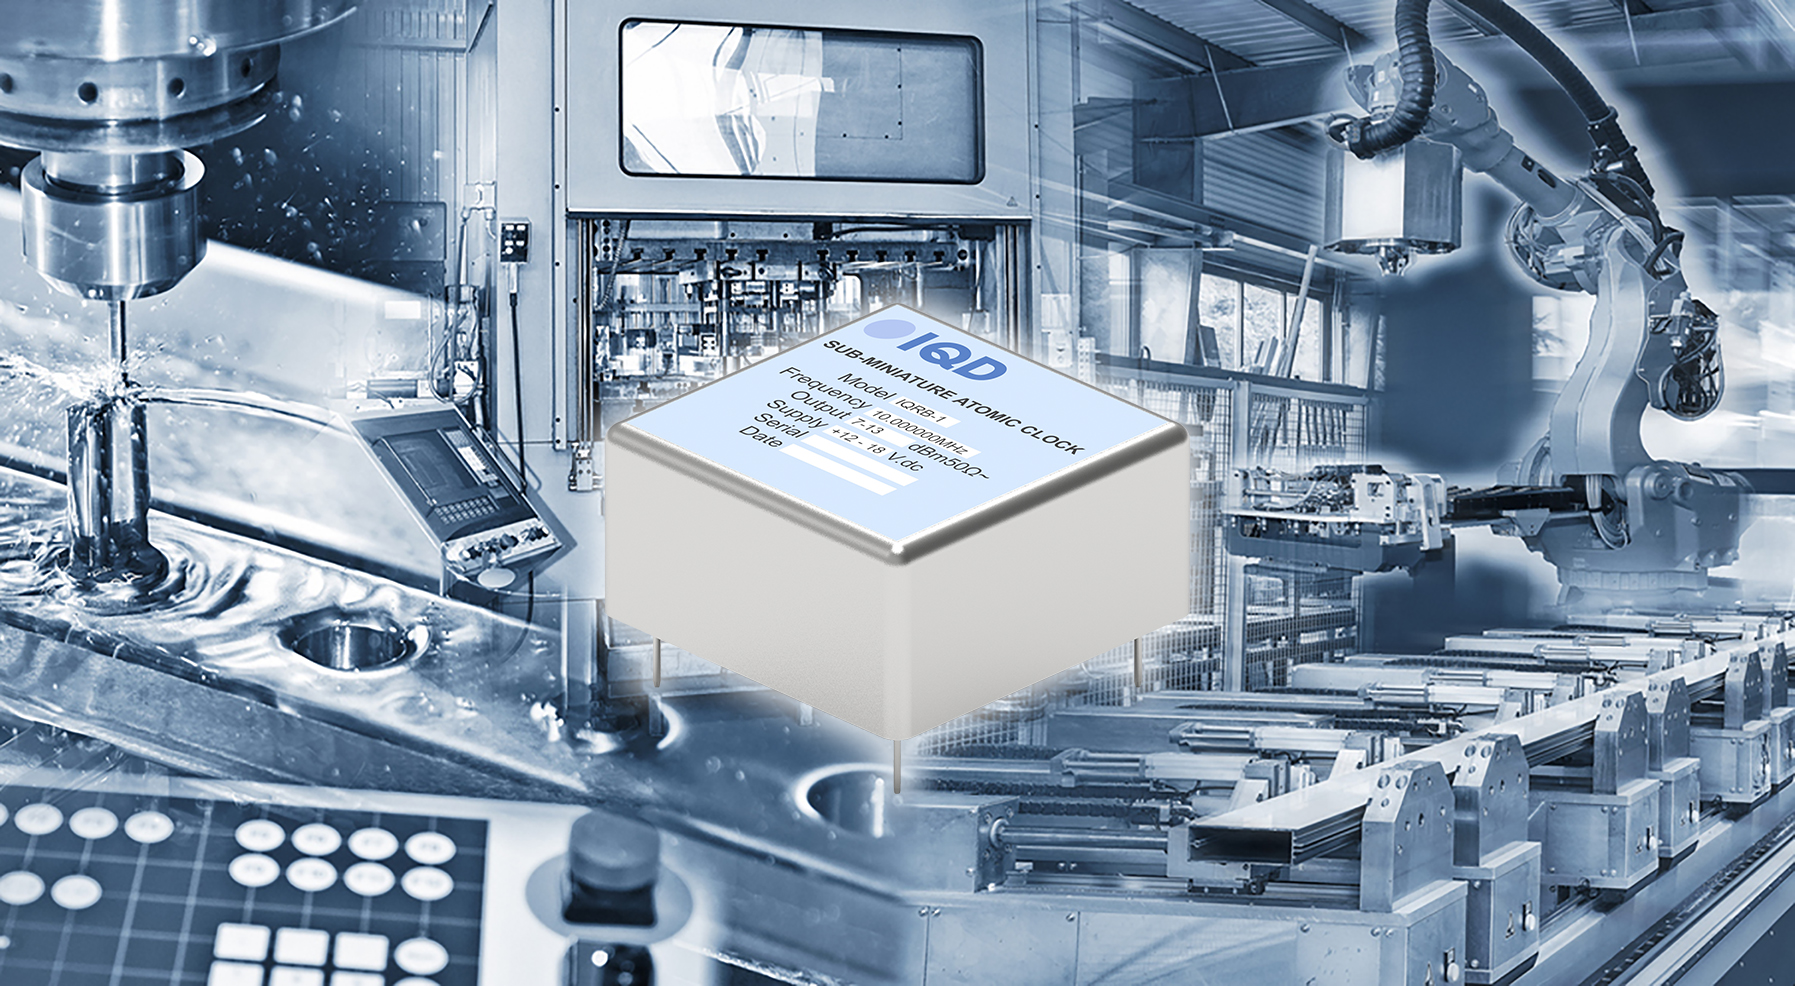 IQD
SUB-MINIATURE ATOMIC CLOCK
Model IQRB-1
Frequency 10.000000MHz
Output 7-13 dBm50Ω~
Supply +12 - 18 V.dc
Serial
Date